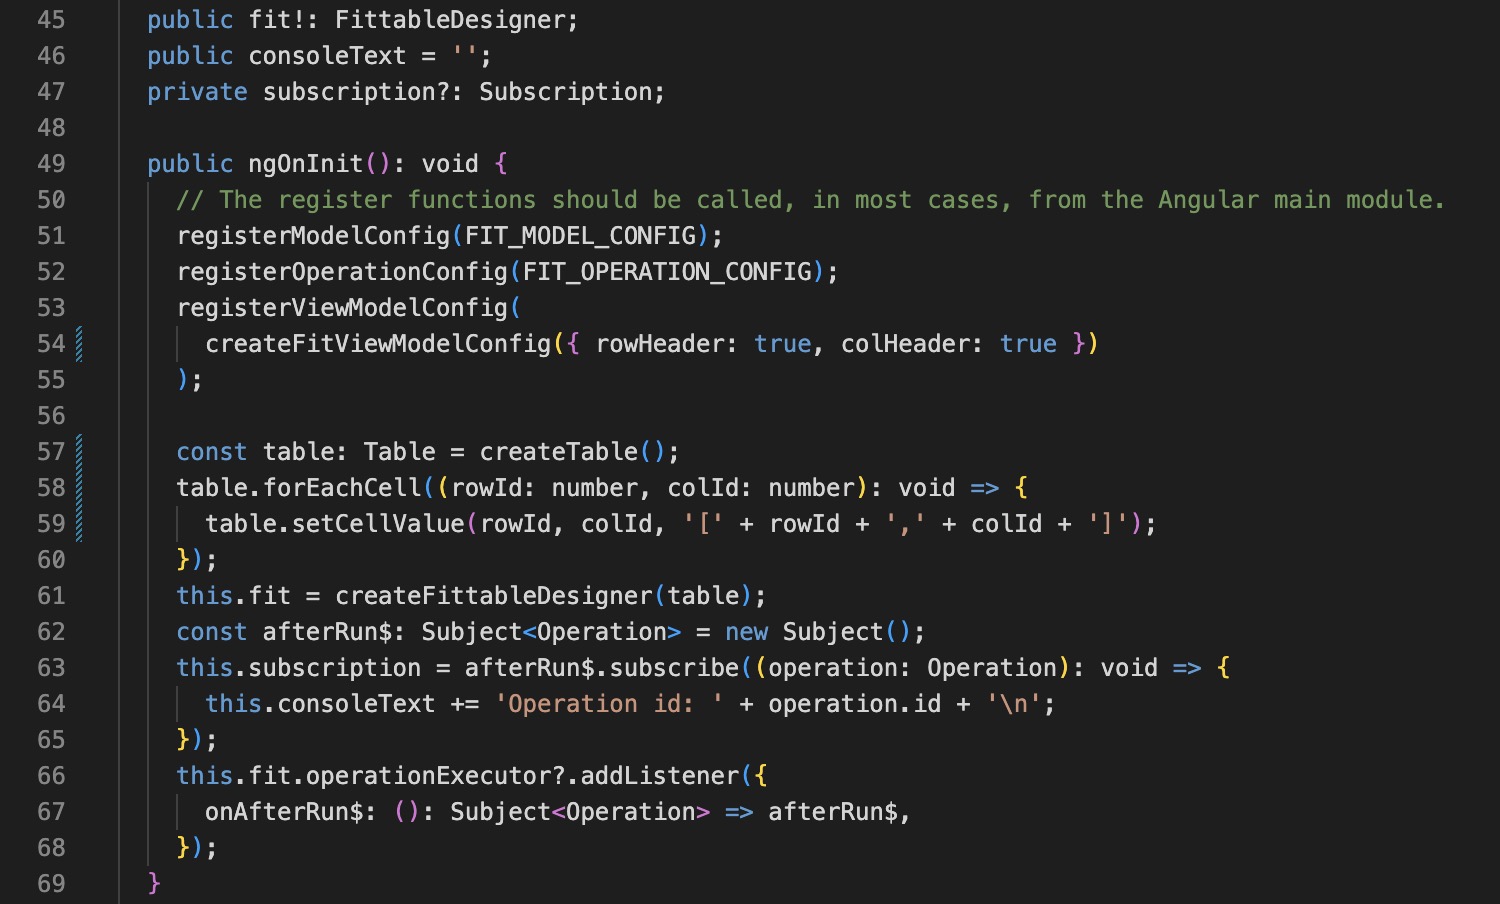 45 public fit!: FittableDesigner;
46 public consoleText = '';
47 private subscription?: Subscription;
48
49 public ngOnInit(): void {
50 // The register functions should be called, in most cases, from the Angular main module.
51 registerModelConfig(FIT_MODEL_CONFIG);
52 registerOperationConfig(FIT_OPERATION_CONFIG);
53 registerViewModelConfig(
54 createFitViewModelConfig({ rowHeader: true, colHeader: true })
55 );
56
57 const table: Table = createTable();
58 table.forEachCell((rowId: number, colId: number): void => {
59 table.setCellValue(rowId, colId, '[' + rowId + ',' + colId + ']');
60 });
61 this.fit = createFittableDesigner(table);
62 const afterRun$: Subject<Operation> = new Subject();
63 this.subscription = afterRun$.subscribe((operation: Operation): void => {
64 this.consoleText += 'Operation id: ' + operation.id + '\n';
65 });
66 this.fit.operationExecutor?.addListener({
67 onAfterRun$: (): Subject<Operation> => afterRun$,
68 });
69 }